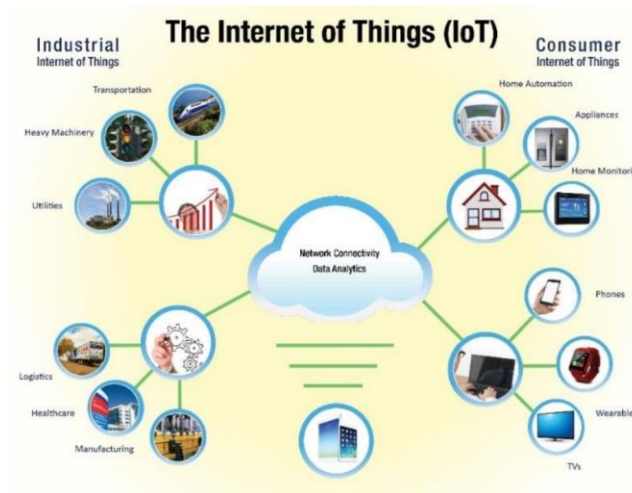 The Internet of Things (IoT)
Industrial
Internet of Things
Consumer
Internet of Things
Transportation
Heavy Machinery
Utilities
Home Automation
Appliances
Home Monitori
Network Connectivity
Data Analytics
Logistics
Healthcare
Manufacturing
Phones
Wearable
TVs